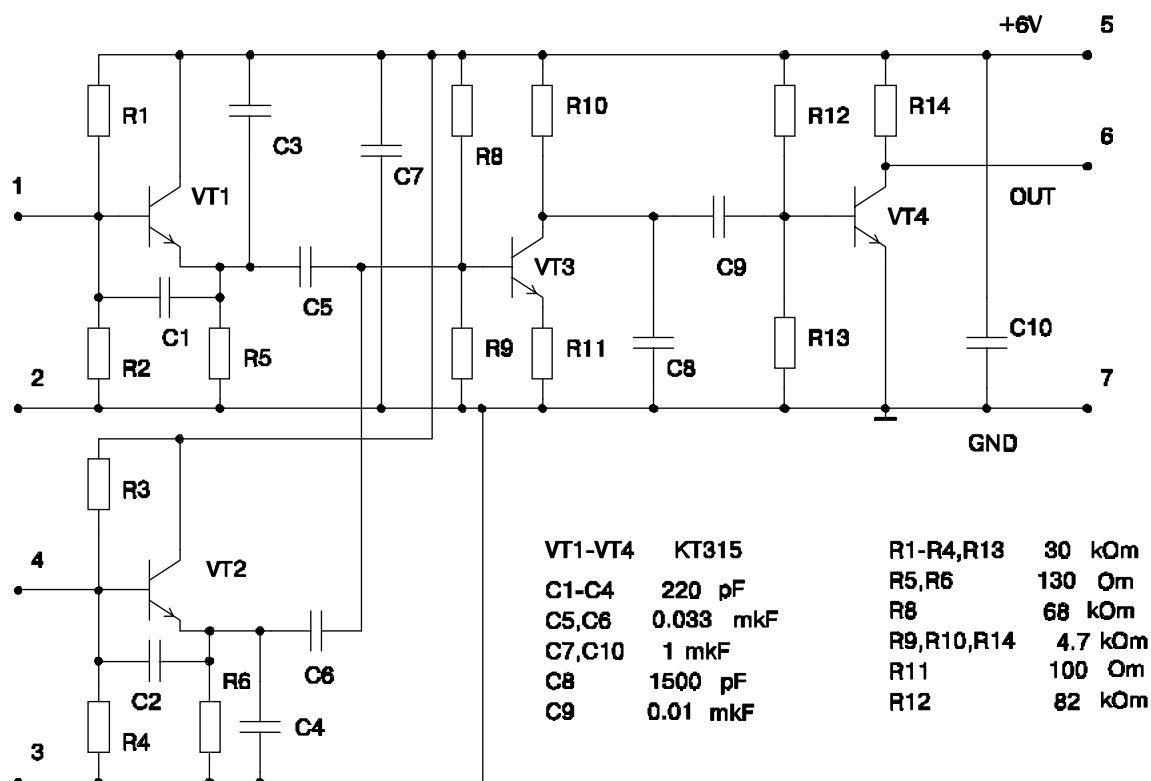 +6V 5
R1
R10
R12
R14
C3
R8
C7
6
1
VT1
OUT
VT4
C9
VT3
C5
C1
R2
R5
R9
R11
C8
R13
C10
2
7
GND
R3
4
VT2
C6
C2
R6
R4
C4
3
VT1-VT4 KT315
C1-C4 220 pF
C5,C6 0.033 mkF
C7,C10 1 mkF
C8 1500 pF
C9 0.01 mkF
R1-R4,R13 30 kOm
R5,R6 130 Om
R8 68 kOm
R9,R10,R14 4.7 kOm
R11 100 Om
R12 82 kOm